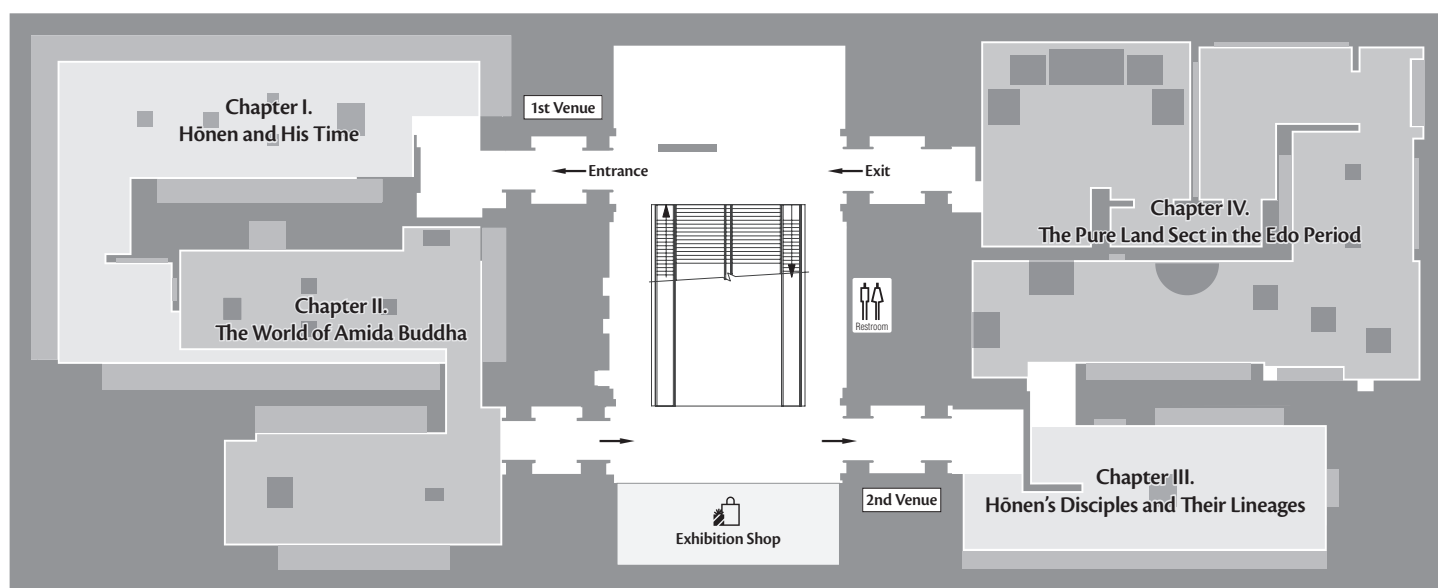 Chapter I.
Hōnen and His Time
1st Venue
Entrance
Exit
Chapter IV.
The Pure Land Sect in the Edo Period
Chapter II.
The World of Amida Buddha
Restroom
Chapter III.
Hōnen’s Disciples and Their Lineages
2nd Venue
Exhibition Shop